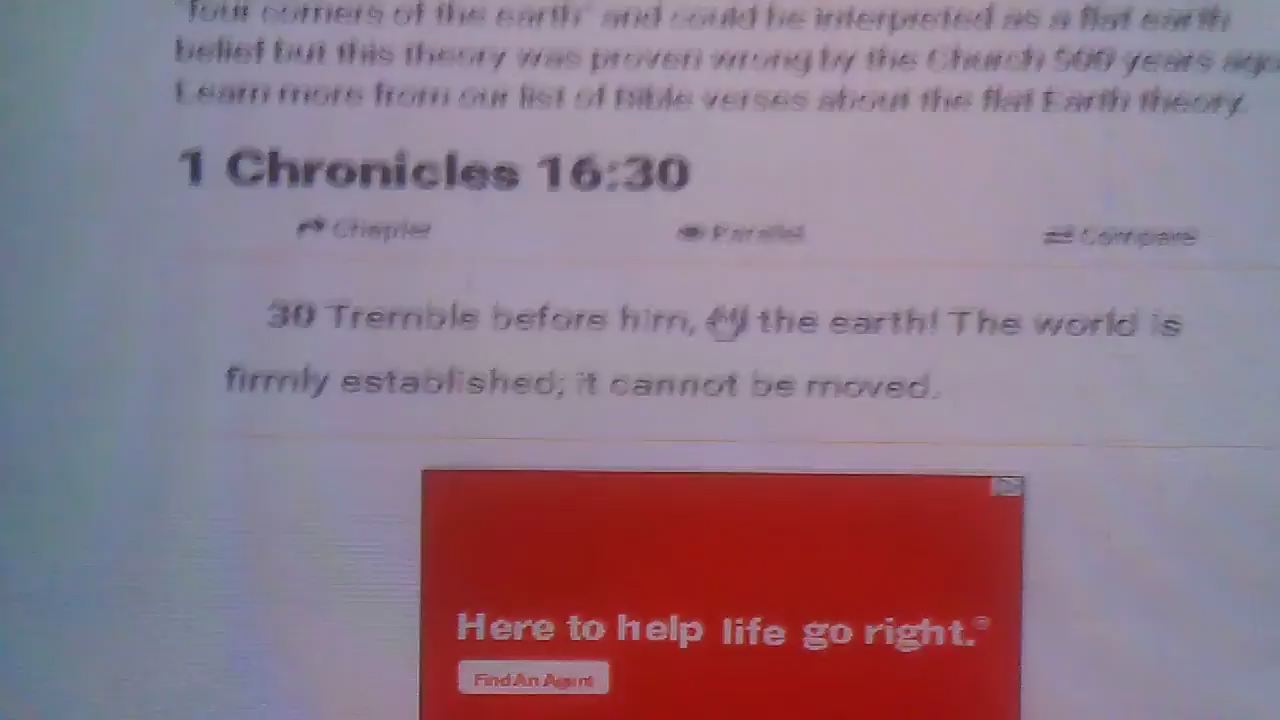 "four corners of the earth" and could be interpreted as a flat earth
belief but this theory was proven wrong by the Church 500 years ago.
Learn more from our list of Bible verses about the flat Earth theory.
1 Chronicles 16:30
Chapter
Parallel
Compare
30 Tremble before him, the earth! The world is
firmly established; it cannot be moved.
Here to help life go right.®
Find An Agent